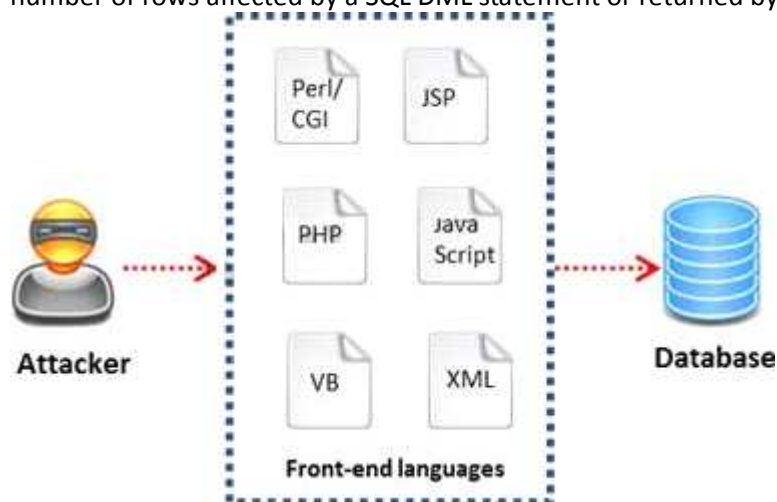 number of rows affected by a SQL DML statement or returned by
Perl/
CGI
JSP
PHP
Java
Script
VB
XML
Attacker
Database
Front-end languages